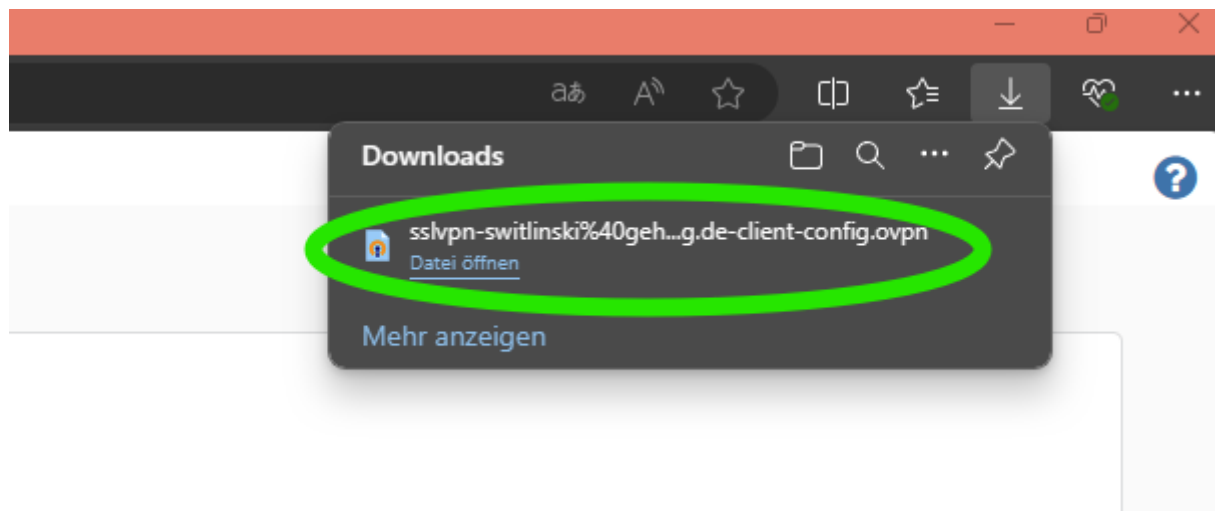 aあ A
Downloads
sslvpn-switlinski%40geh...g.de-client-config.ovpn
Datei öffnen
Mehr anzeigen
?